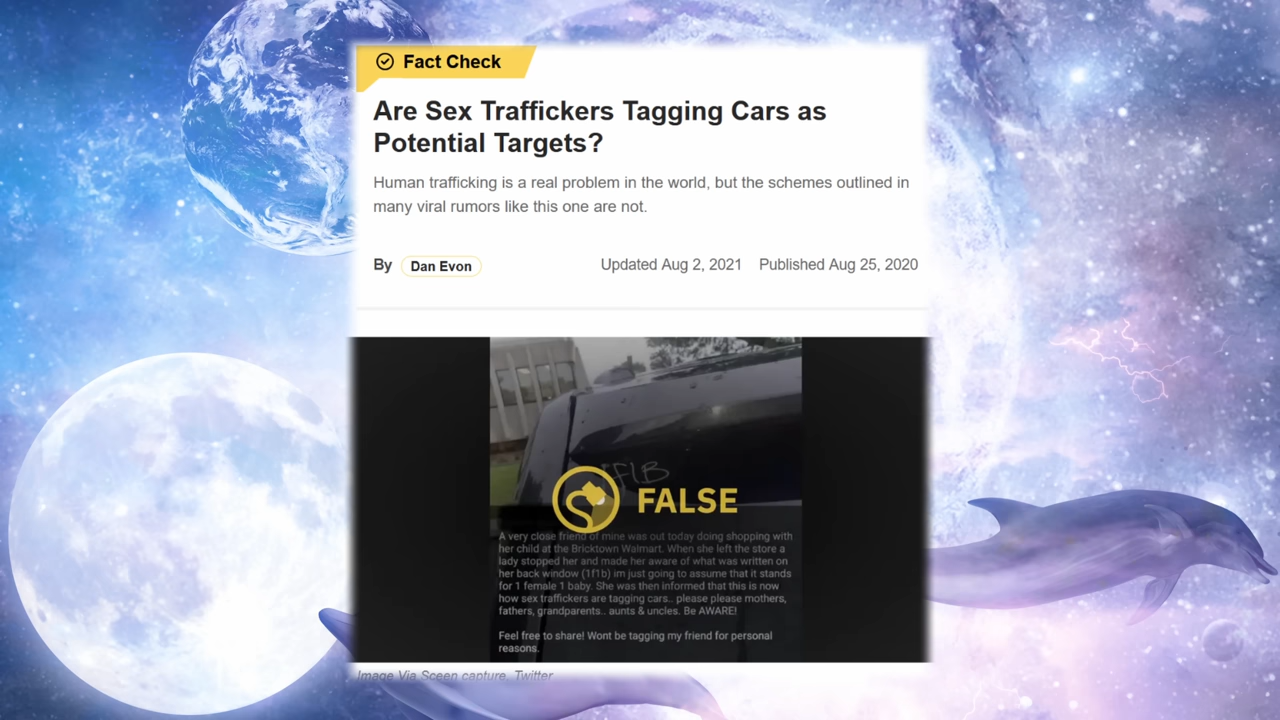 Fact Check
Are Sex Traffickers Tagging Cars as
Potential Targets?
Human trafficking is a real problem in the world, but the schemes outlined in
many viral rumors like this one are not.
By Dan Evon Updated Aug 2, 2021 Published Aug 25, 2020
1F1B
FALSE
A very close friend of mine was out today doing shopping with
her child at the Bricktown Walmart. When she left the store a
lady stopped her and made her aware of what was written on
her back window (1f1b) im just going to assume that it stands
for 1 female 1 baby. She was then informed that this is now
how sex traffickers are tagging cars.. please please mothers,
fathers, grandparents.. aunts & uncles. Be AWARE!
Feel free to share! Wont be tagging my friend for personal
reasons.
Image Via Sceen capture, Twitter